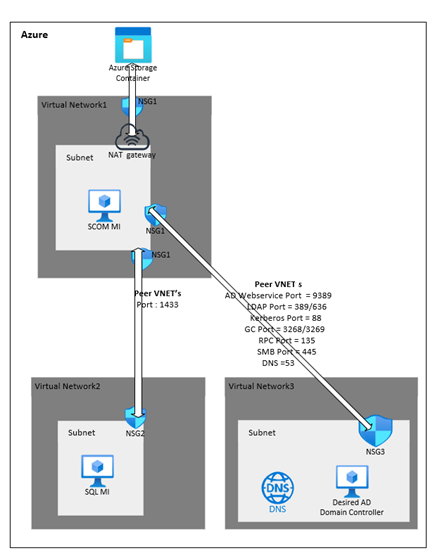 Azure
Azure Storage
Container
NSG1
Virtual Network1
NAT gateway
Subnet
SCOM MI
NSG1
NSG1
Peer VNET's
Port : 1433
Peer VNET s
AD Webservice Port = 9389
LDAP Port = 389/636
Kerberos Port = 88
GC Port = 3268/3269
RPC Port = 135
SMB Port = 445
DNS =53
Virtual Network2
Subnet
NSG2
SQL MI
Virtual Network3
Subnet
NSG3
DNS
DNS
Desired AD
Domain Controller